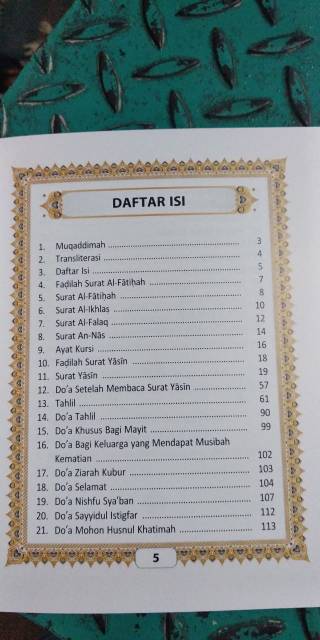 DAFTAR ISI
1. Muqaddimah ........................ 3
2. Transliterasi ........................ 4
3. Daftar Isi ........................ 5
4. Faḍilah Surat Al-Fātiḥah ........................ 7
5. Surat Al-Fātiḥah ........................ 8
6. Surat Al-Ikhlas ........................ 10
7. Surat Al-Falaq ........................ 12
8. Surat An-Nās ........................ 14
9. Ayat Kursi ........................ 16
10. Faḍilah Surat Yāsīn ........................ 18
11. Surat Yāsīn ........................ 19
12. Do'a Setelah Membaca Surat Yāsīn ........................ 57
13. Tahlil ........................ 61
14. Do'a Tahlil ........................ 90
15. Do'a Khusus Bagi Mayit ........................ 99
16. Do'a Bagi Keluarga yang Mendapat Musibah
Kematian ........................ 102
17. Do'a Ziarah Kubur ........................ 103
18. Do'a Selamat ........................ 104
19. Do'a Nishfu Sya'ban ........................ 107
20. Do'a Sayyidul Istigfar ........................ 112
21. Do'a Mohon Husnul Khatimah ........................ 113
5